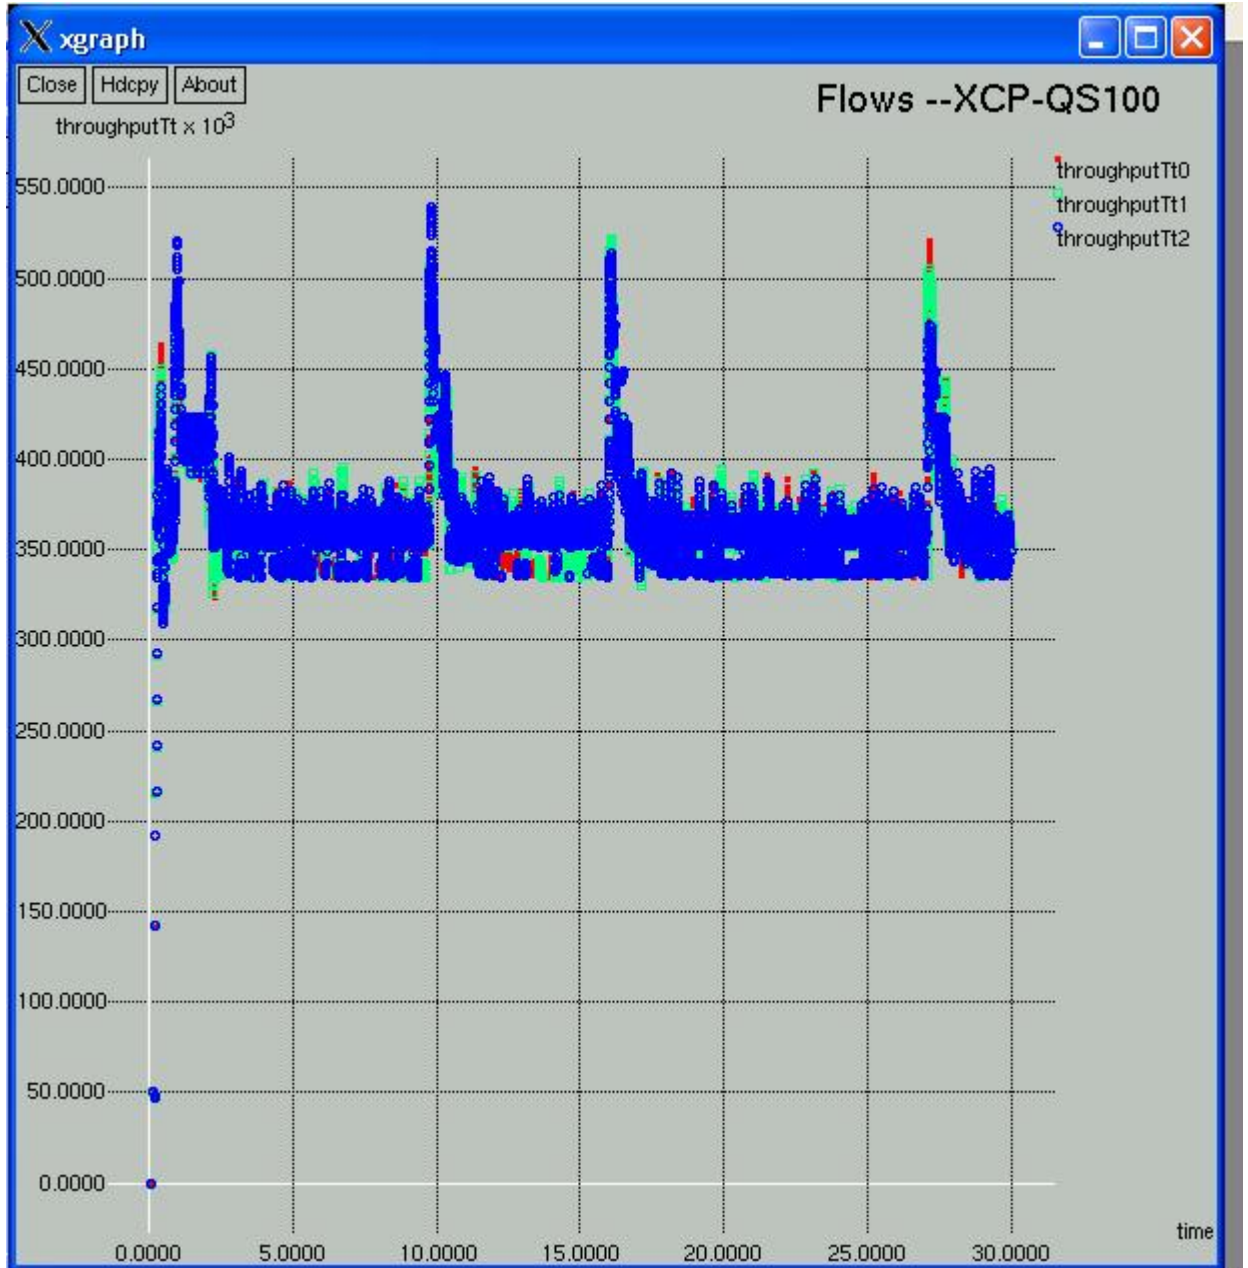 xgraph
Close Hdcpy About
Flows --XCP-QS100
throughputTt x 10³
throughputTt0
throughputTt1
throughputTt2
550.0000
500.0000
450.0000
400.0000
350.0000
300.0000
250.0000
200.0000
150.0000
100.0000
50.0000
0.0000
time
0.0000 5.0000 10.0000 15.0000 20.0000 25.0000 30.0000